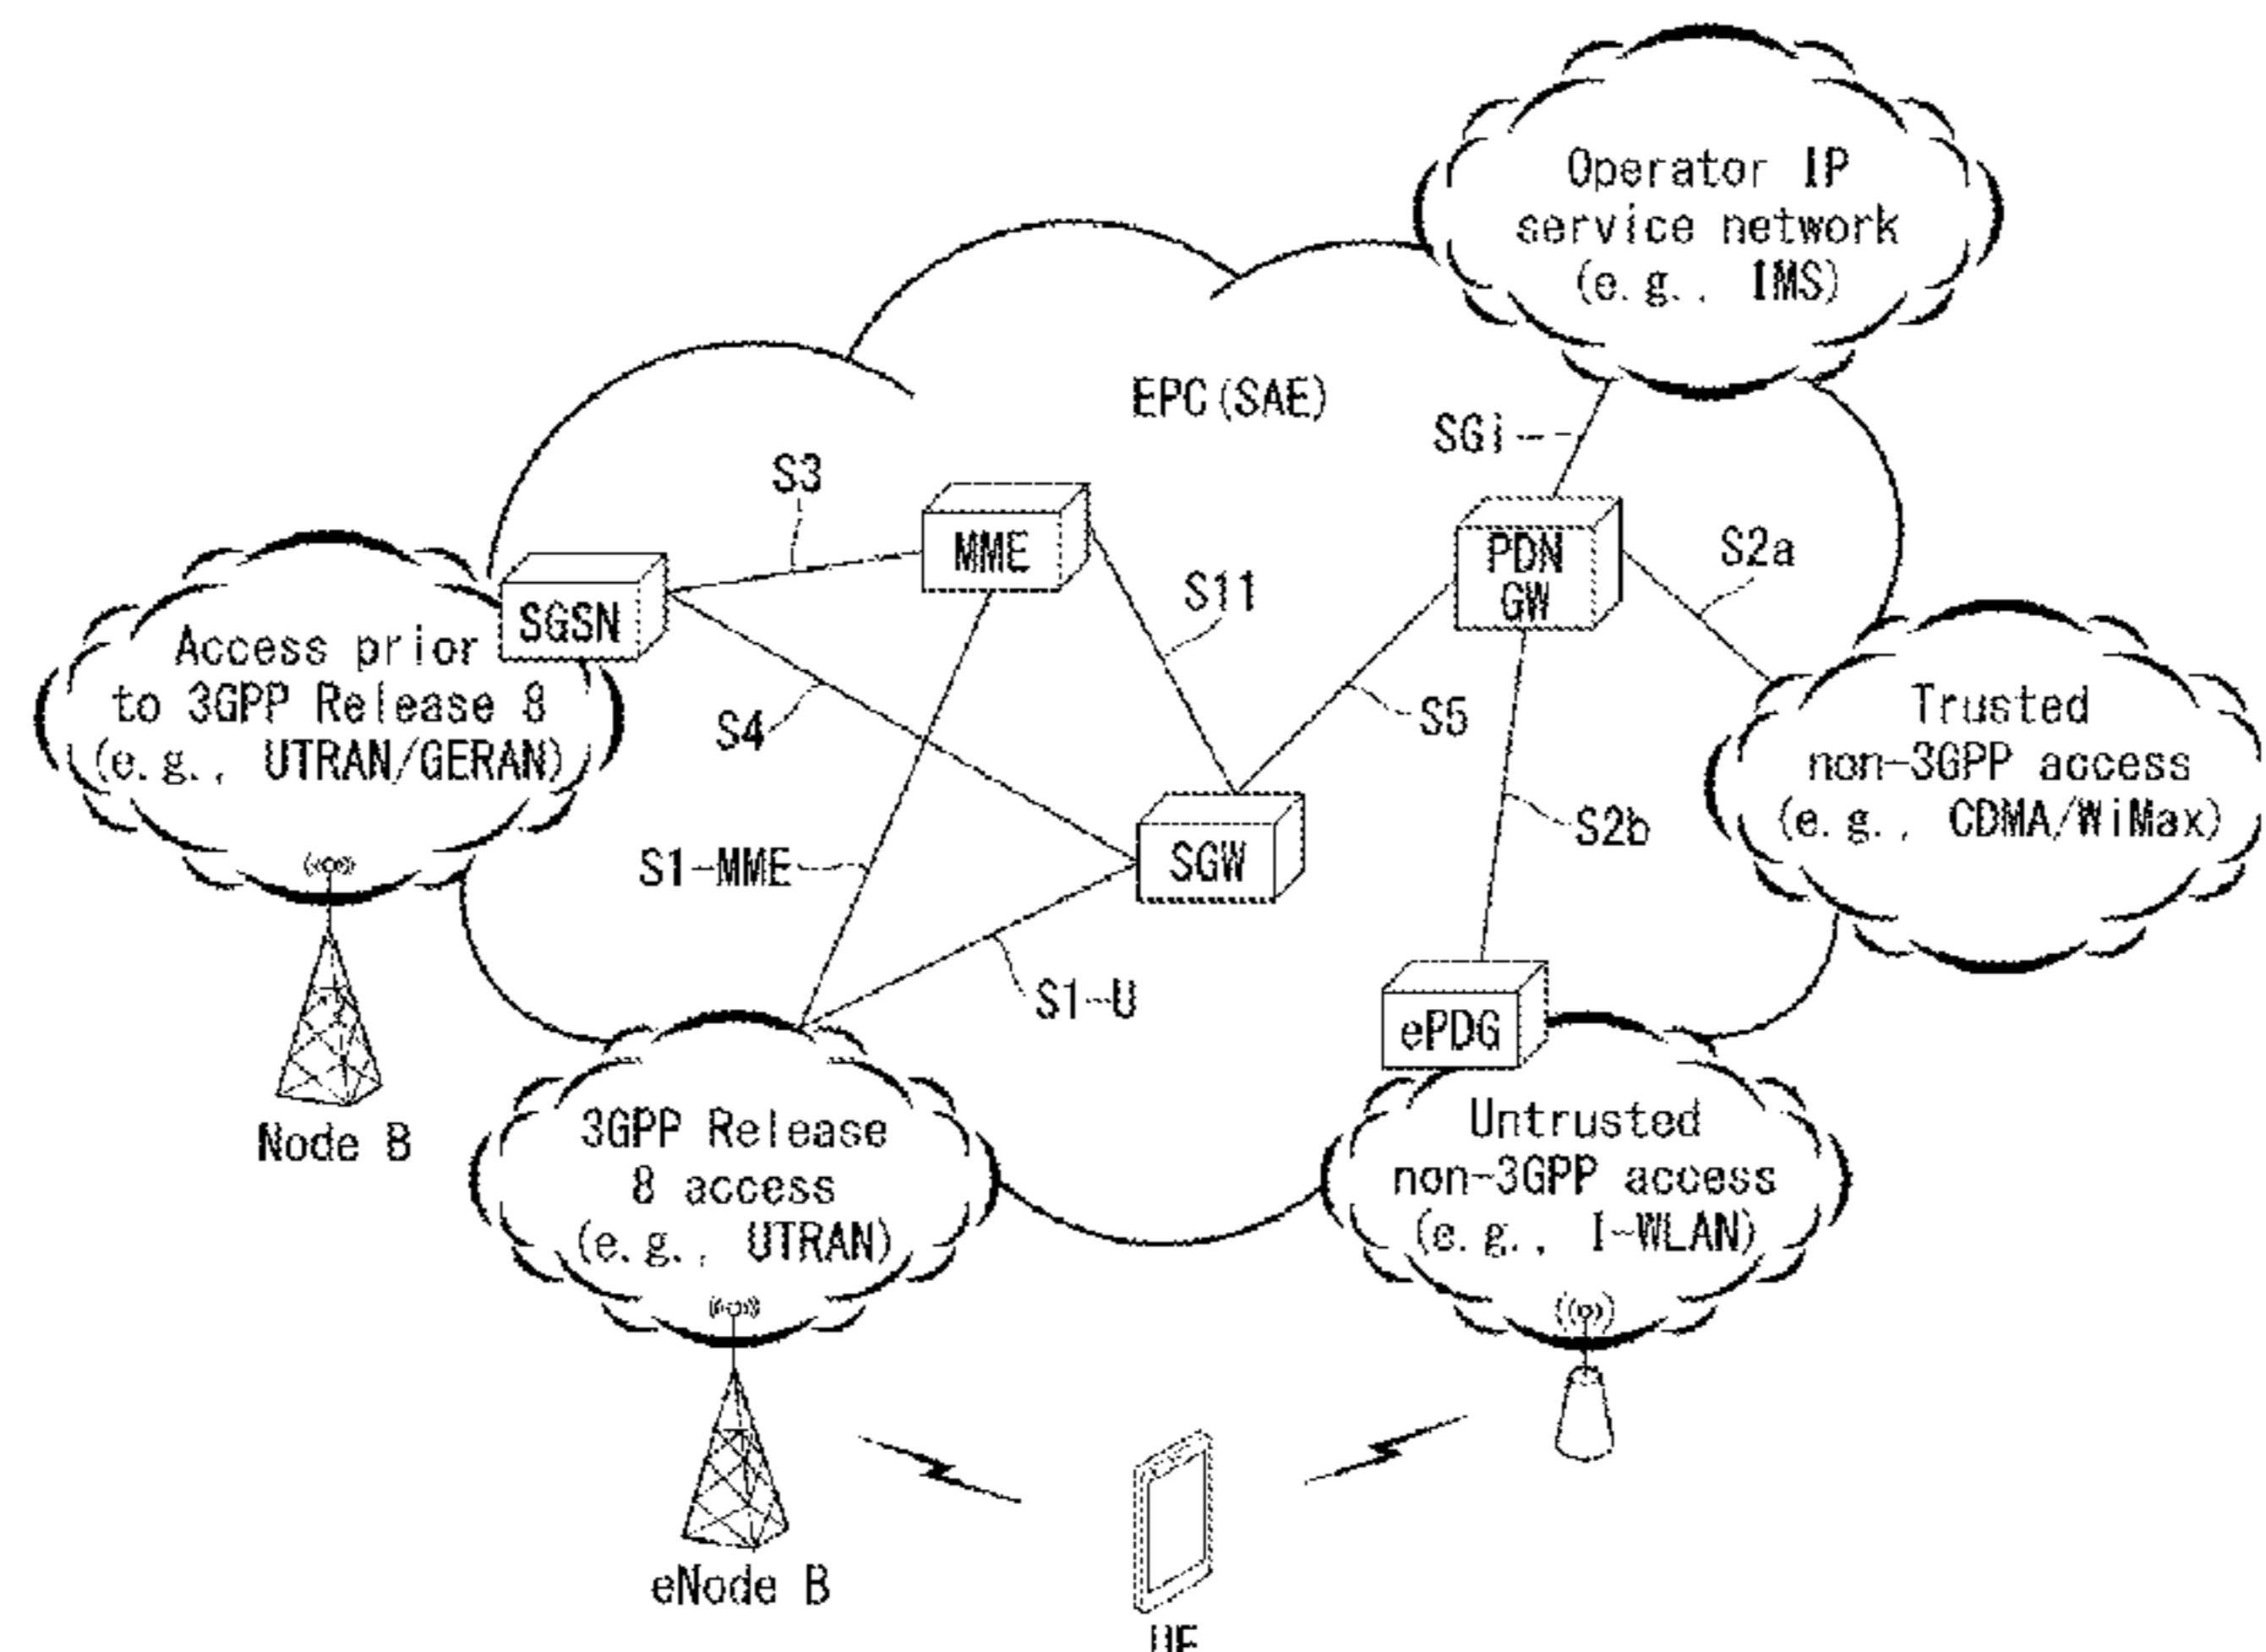 Operator IP
service network
(e.g., IMS)
EPC(SAE)
SGi
S3
MME
PDN
GW
S2a
SGSN
S11
Access prior
to 3GPP Release 8
(e.g., UTRAN/GERAN)
S4
S5
Trusted
non-3GPP access
(e.g., CDMA/WiMax)
S1-MME
SGW
S2b
S1-U
ePDG
Node B
3GPP Release
8 access
(e.g., UTRAN)
Untrusted
non-3GPP access
(e.g., I-WLAN)
eNode B
UE